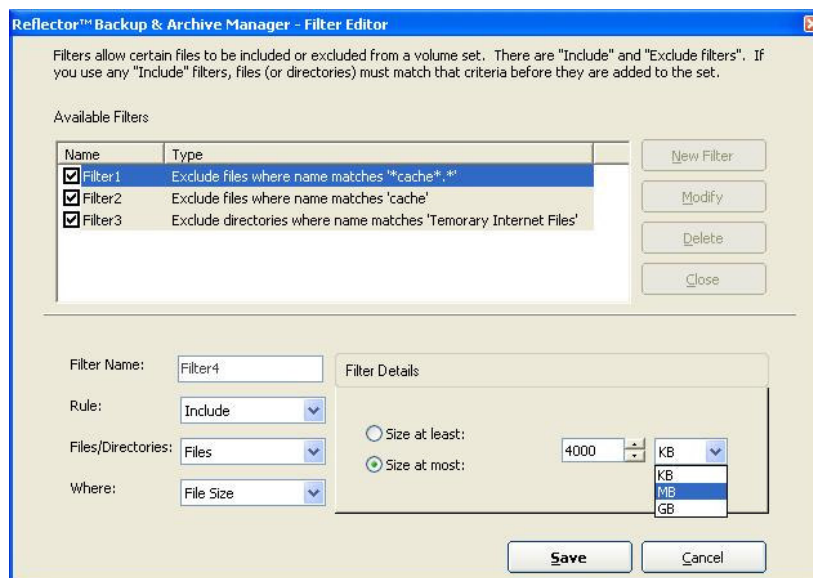 Reflector™ Backup & Archive Manager - Filter Editor
Filters allow certain files to be included or excluded from a volume set. There are "Include" and "Exclude filters". If
you use any "Include" filters, files (or directories) must match that criteria before they are added to the set.
Available Filters
Name Type
Filter1 Exclude files where name matches '*cache*.*'
Filter2 Exclude files where name matches 'cache'
Filter3 Exclude directories where name matches 'Temorary Internet Files'
New Filter
Modify
Delete
Close
Filter Name: Filter4
Rule: Include
Files/Directories: Files
Where: File Size
Filter Details
Size at least:
Size at most:
4000 KB
KB
MB
GB
Save Cancel